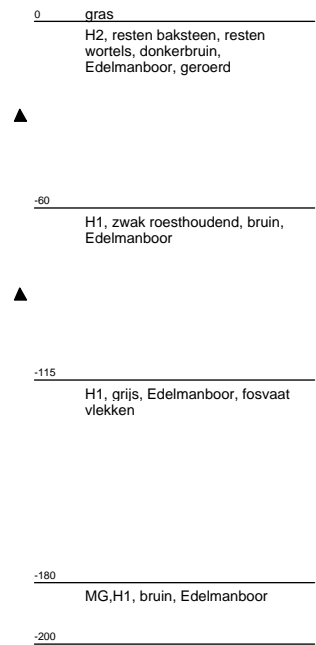 0 gras
H2, resten baksteen, resten
wortels, donkerbruin,
Edelmanboor, geroerd
-60
H1, zwak roesthoudend, bruin,
Edelmanboor
-115
H1, grijs, Edelmanboor, fosvaat
vlekken
-180
MG,H1, bruin, Edelmanboor
-200